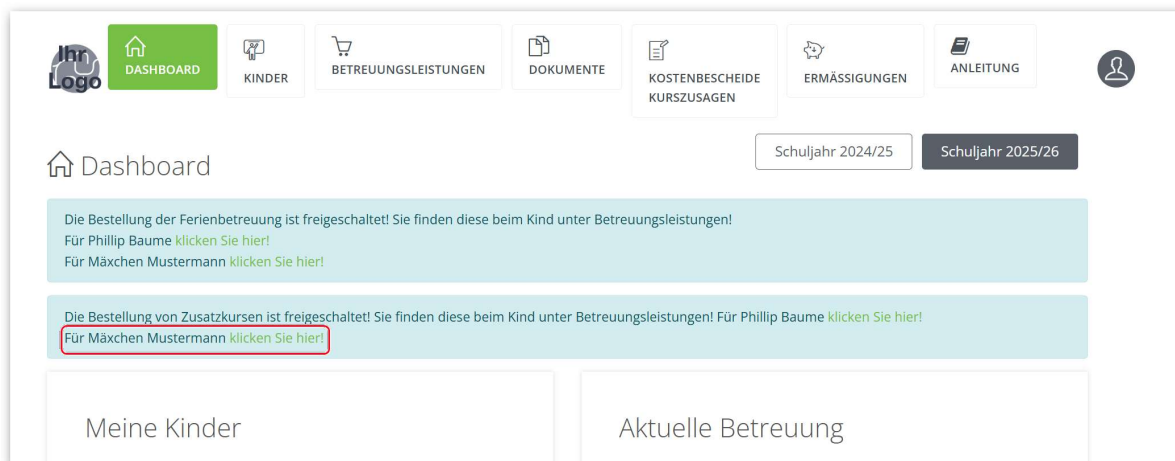 Ihr
Logo
DASHBOARD
KINDER
BETREUUNGSLEISTUNGEN
DOKUMENTE
KOSTENBESCHEIDE
KURSZUSAGEN
ERMÄSSIGUNGEN
ANLEITUNG
Dashboard
Schuljahr 2024/25
Schuljahr 2025/26
Die Bestellung der Ferienbetreuung ist freigeschaltet! Sie finden diese beim Kind unter Betreuungsleistungen!
Für Phillip Baume klicken Sie hier!
Für Mäxchen Mustermann klicken Sie hier!
Die Bestellung von Zusatzkursen ist freigeschaltet! Sie finden diese beim Kind unter Betreuungsleistungen! Für Phillip Baume klicken Sie hier!
Für Mäxchen Mustermann klicken Sie hier!
Meine Kinder
Aktuelle Betreuung